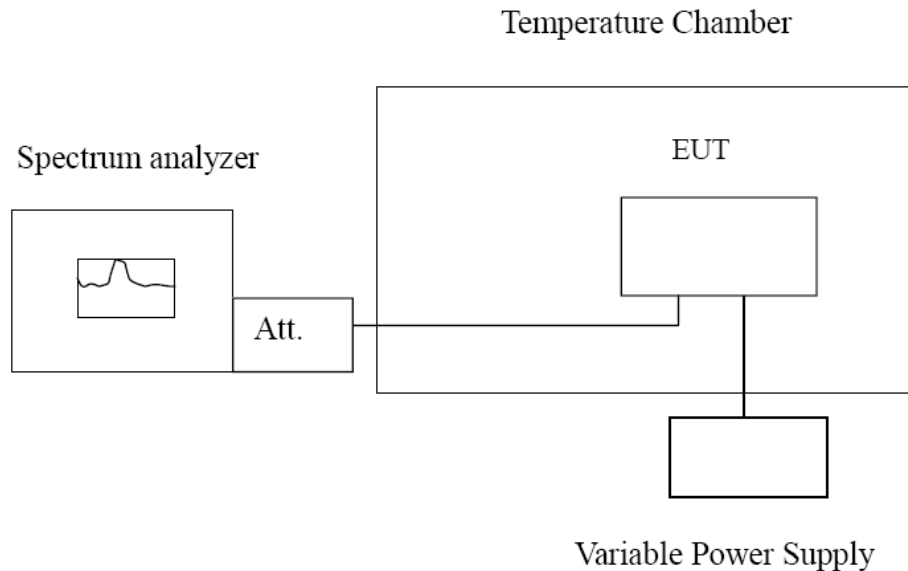 Temperature Chamber
Spectrum analyzer
EUT
Att.
Variable Power Supply